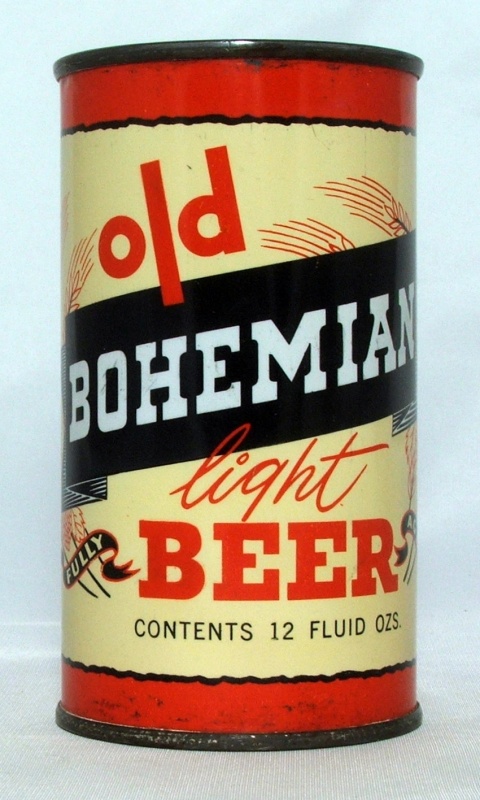 old
BOHEMIAN
light
BEER
FULLY
CONTENTS 12 FLUID OZS.